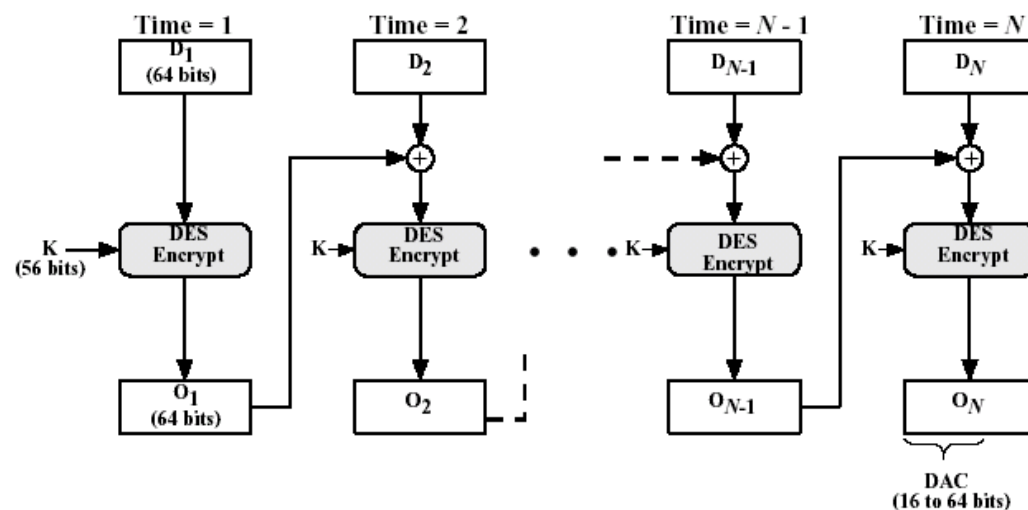 Time = 1
Time = 2
Time = N - 1
Time = N
D1
(64 bits)
D2
DN-1
DN
+
+
+
DES
Encrypt
DES
Encrypt
DES
Encrypt
DES
Encrypt
K
(56 bits)
K
• • •
K
K
O1
(64 bits)
O2
ON-1
ON
DAC
(16 to 64 bits)